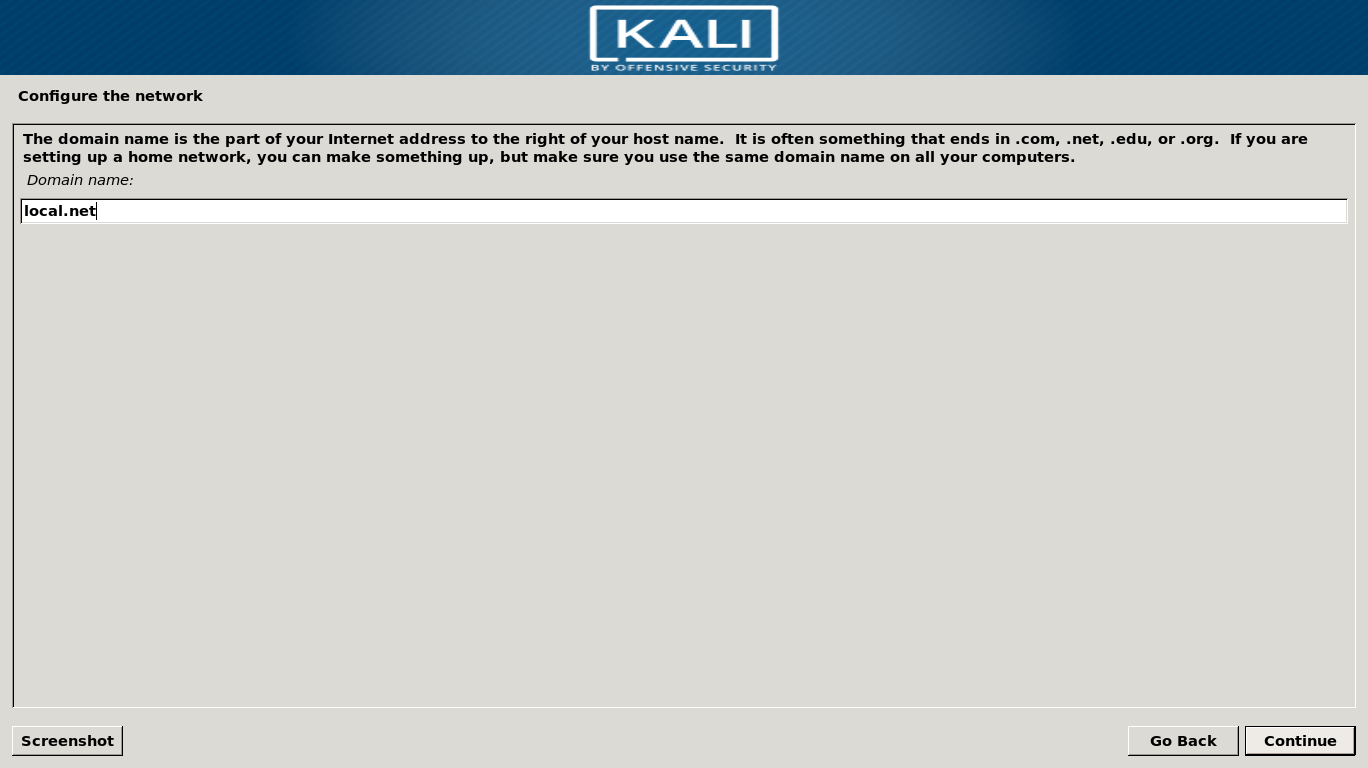 KALI
BY OFFENSIVE SECURITY
Configure the network
The domain name is the part of your Internet address to the right of your host name.  It is often something that ends in .com, .net, .edu, or .org.  If you are
setting up a home network, you can make something up, but make sure you use the same domain name on all your computers.
Domain name:
local.net
Screenshot
Go Back
Continue